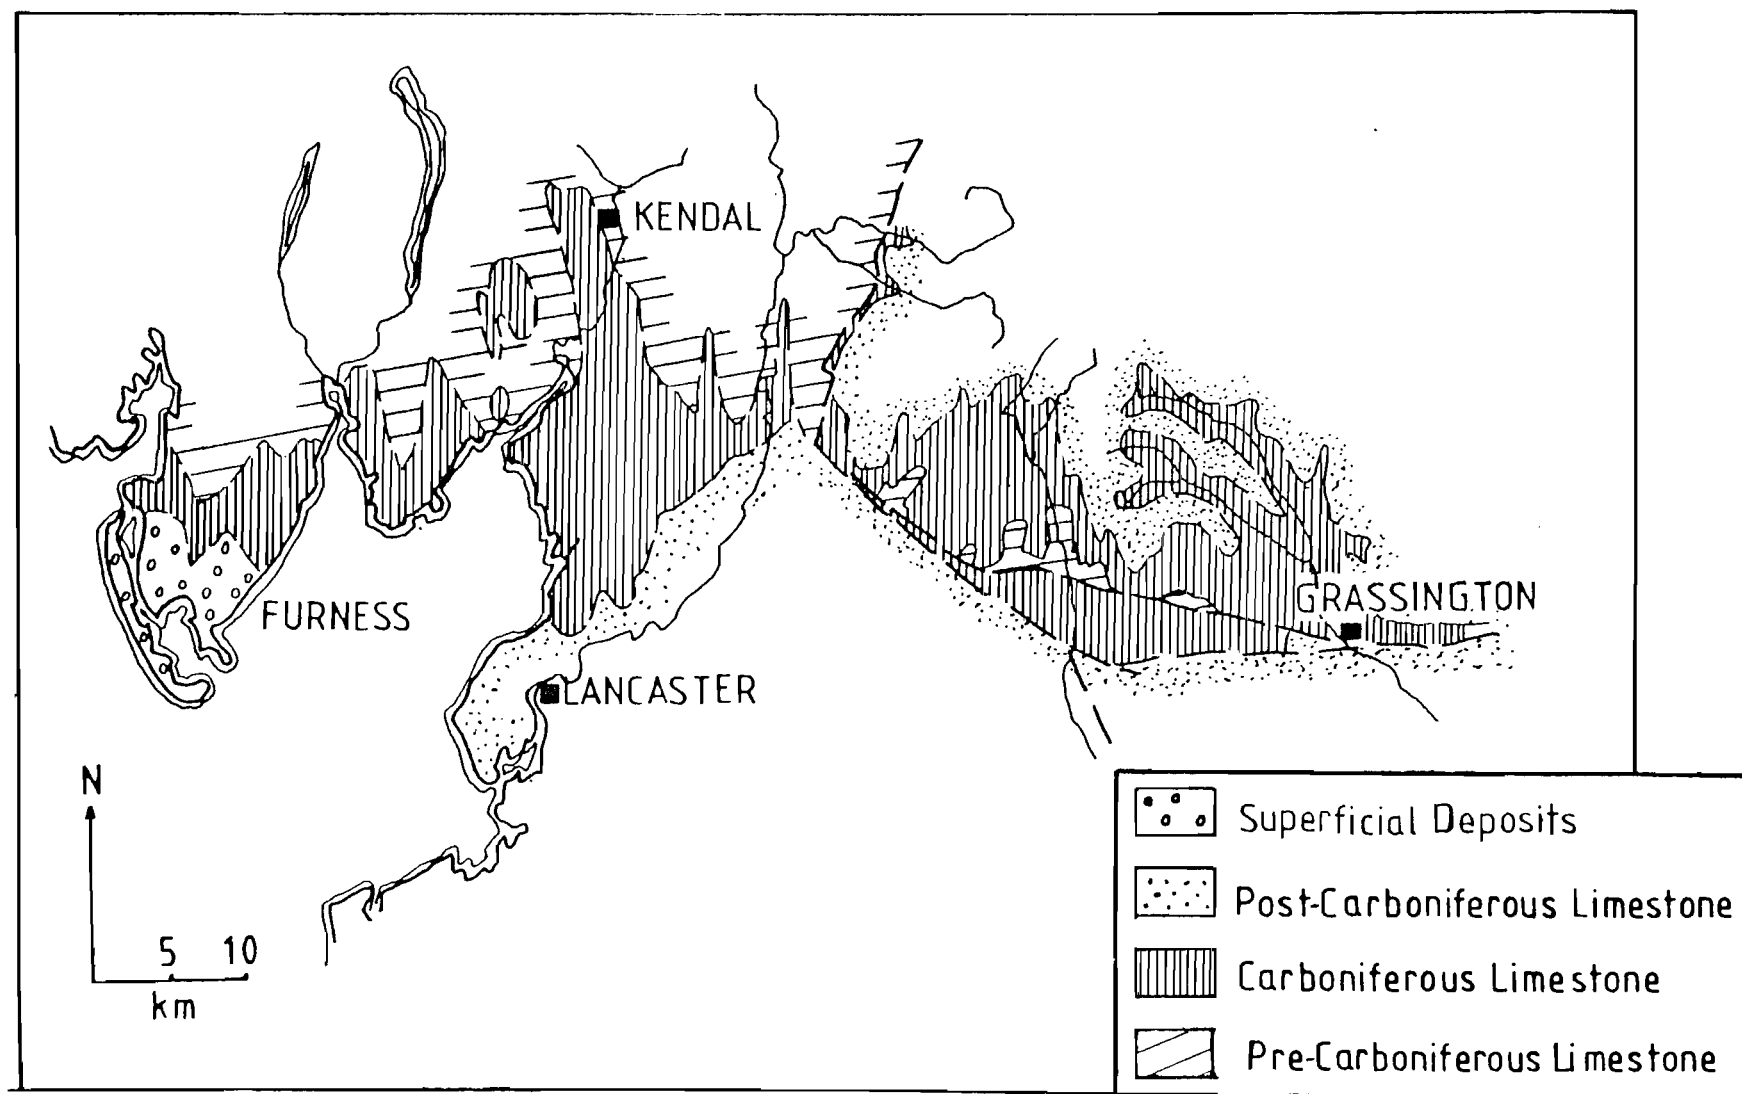 KENDAL
FURNESS
GRASSINGTON
LANCASTER
N
5 10
km
Superficial Deposits
Post-Carboniferous Limestone
Carboniferous Limestone
Pre-Carboniferous Limestone